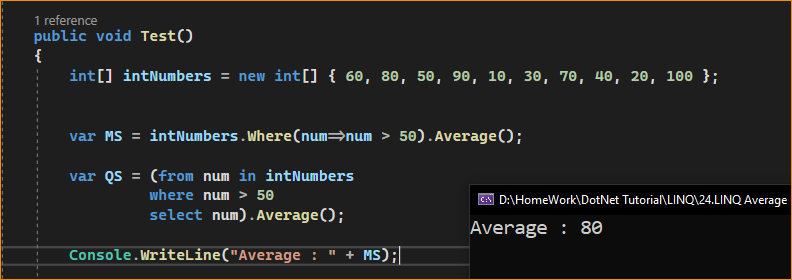 1 reference
public void Test()
{
int[] intNumbers = new int[] { 60, 80, 50, 90, 10, 30, 70, 40, 20, 100 };
var MS = intNumbers.Where(num=>num > 50).Average();
var QS = (from num in intNumbers
where num > 50
select num).Average();
Console.WriteLine("Average : " + MS);
D:\HomeWork\DotNet Tutorial\LINQ\24.LINQ Average
Average : 80